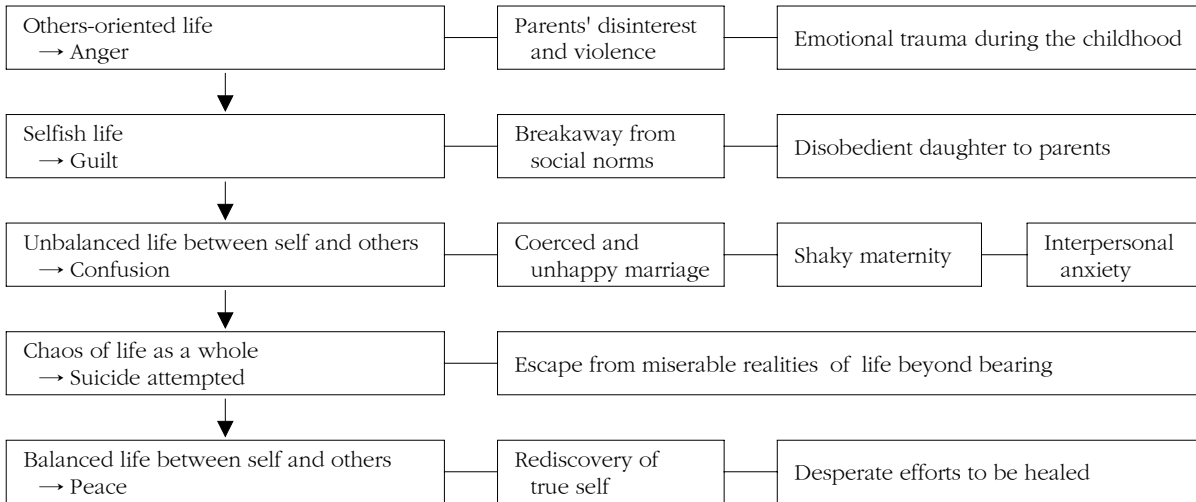 Others-oriented life
→ Anger
Parents' disinterest
and violence
Emotional trauma during the childhood
Selfish life
→ Guilt
Breakaway from
social norms
Disobedient daughter to parents
Unbalanced life between self and others
→ Confusion
Coerced and
unhappy marriage
Shaky maternity
Interpersonal
anxiety
Chaos of life as a whole
→ Suicide attempted
Escape from miserable realities of life beyond bearing
Balanced life between self and others
→ Peace
Rediscovery of
true self
Desperate efforts to be healed